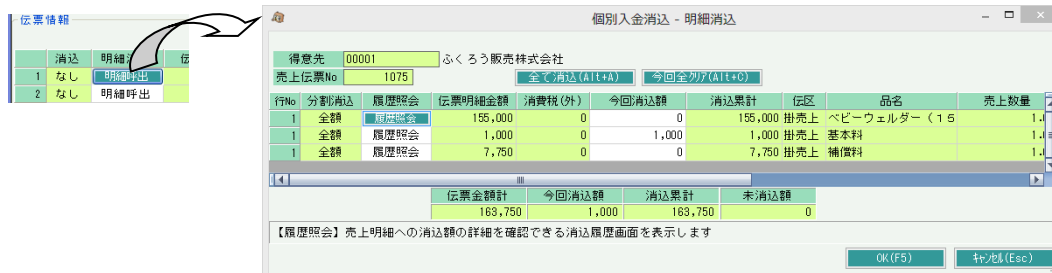 伝票情報
消込 明細
1 なし 明細呼出
2 なし 明細呼出
個別入金消込 - 明細消込
得意先 00001 ふくろう販売株式会社
売上伝票No 1075 全て消込(Alt+A) 今回全クリア(Alt+C)
行No 分割消込 履歴照会 伝票明細金額 消費税(外) 今回消込額 消込累計 伝区 品名 売上数量
1 全額 履歴照会 155,000 0 0 155,000 掛売上 ベビーウェルダー（１５
1 全額 履歴照会 1,000 0 1,000 1,000 掛売上 基本料
1 全額 履歴照会 7,750 0 0 7,750 掛売上 補償料
伝票金額計 今回消込額 消込累計 未消込額
163,750 1,000 163,750 0
【履歴照会】売上明細への消込額の詳細を確認できる消込履歴画面を表示します
OK(F5) ｷｬﾝｾﾙ(Esc)